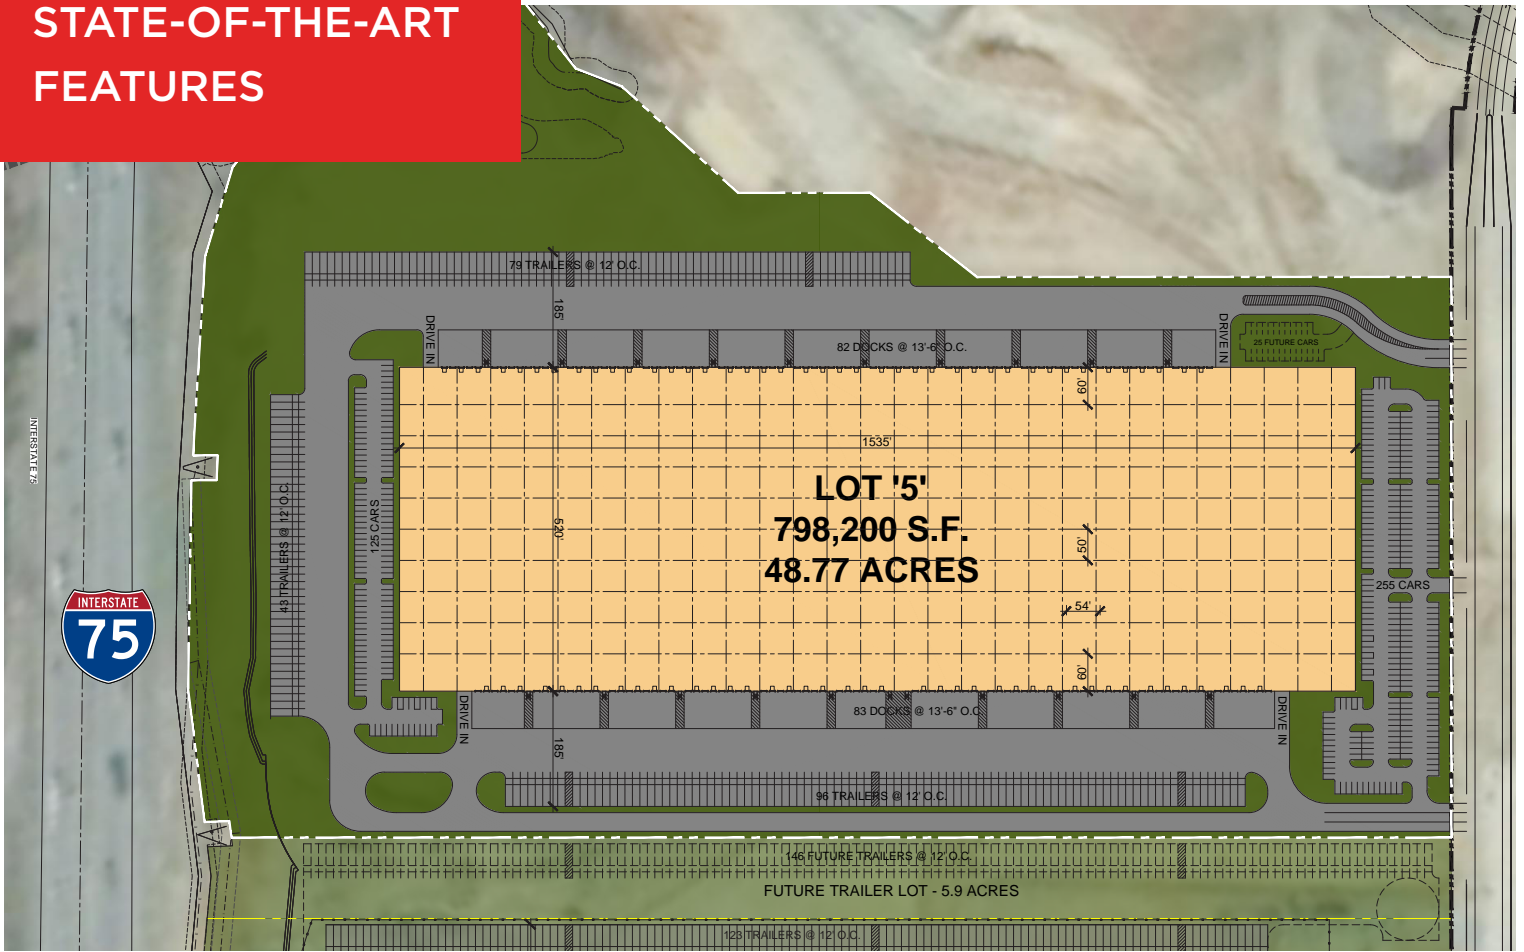 STATE-OF-THE-ART
FEATURES
79 TRAILERS @ 12' O.C.
185'
DRIVE IN
DRIVE IN
82 DOCKS @ 13'-6" O.C.
25 FUTURE CARS
60'
1535'
INTERSTATE 75
LOT '5'
798,200 S.F.
48.77 ACRES
43 TRAILERS @ 12' O.C.
125 CARS
520'
50'
54'
255 CARS
INTERSTATE
75
60'
83 DOCKS @ 13'-6" O.C.
DRIVE IN
DRIVE IN
185'
96 TRAILERS @ 12' O.C.
146 FUTURE TRAILERS @ 12' O.C.
FUTURE TRAILER LOT - 5.9 ACRES
123 TRAILERS @ 12' O.C.